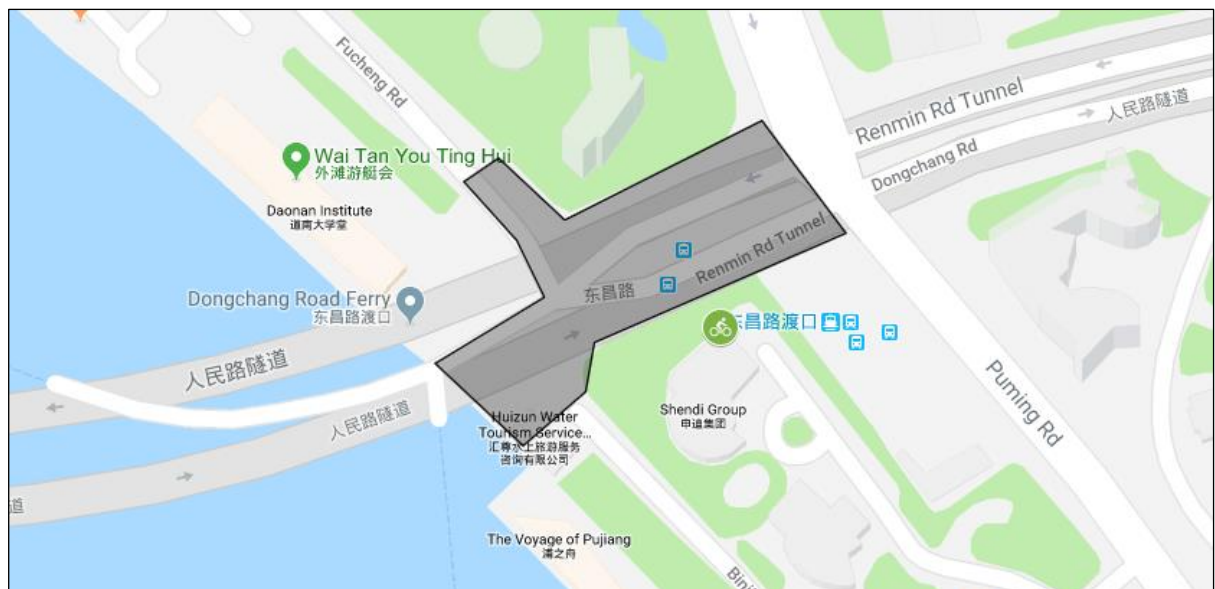 Fucheng Rd
Renmin Rd Tunnel
人民路隧道
Dongchang Rd
Wai Tan You Ting Hui
外滩游艇会
Daonan Institute
道南大学堂
Renmin Rd Tunnel
东昌路
Dongchang Road Ferry
东昌路渡口
东昌路渡口
人民路隧道
人民路隧道
Puming Rd
Shendi Group
申迪集团
Huizun Water
Tourism Service...
汇尊水上旅游服务
咨询有限公司
道
The Voyage of Pujiang
浦之舟
Binj